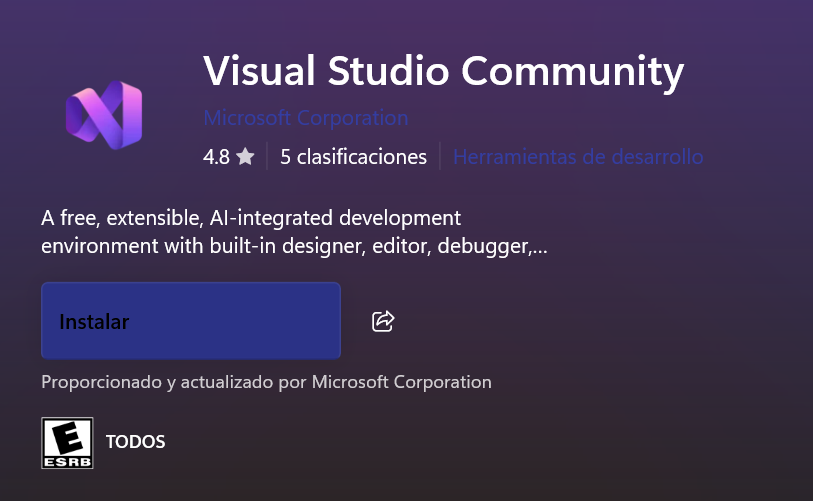 Visual Studio Community
Microsoft Corporation
4.8 ★ 5 clasificaciones Herramientas de desarrollo
A free, extensible, AI-integrated development
environment with built-in designer, editor, debugger,...
Instalar
Proporcionado y actualizado por Microsoft Corporation
E
ESRB
TODOS